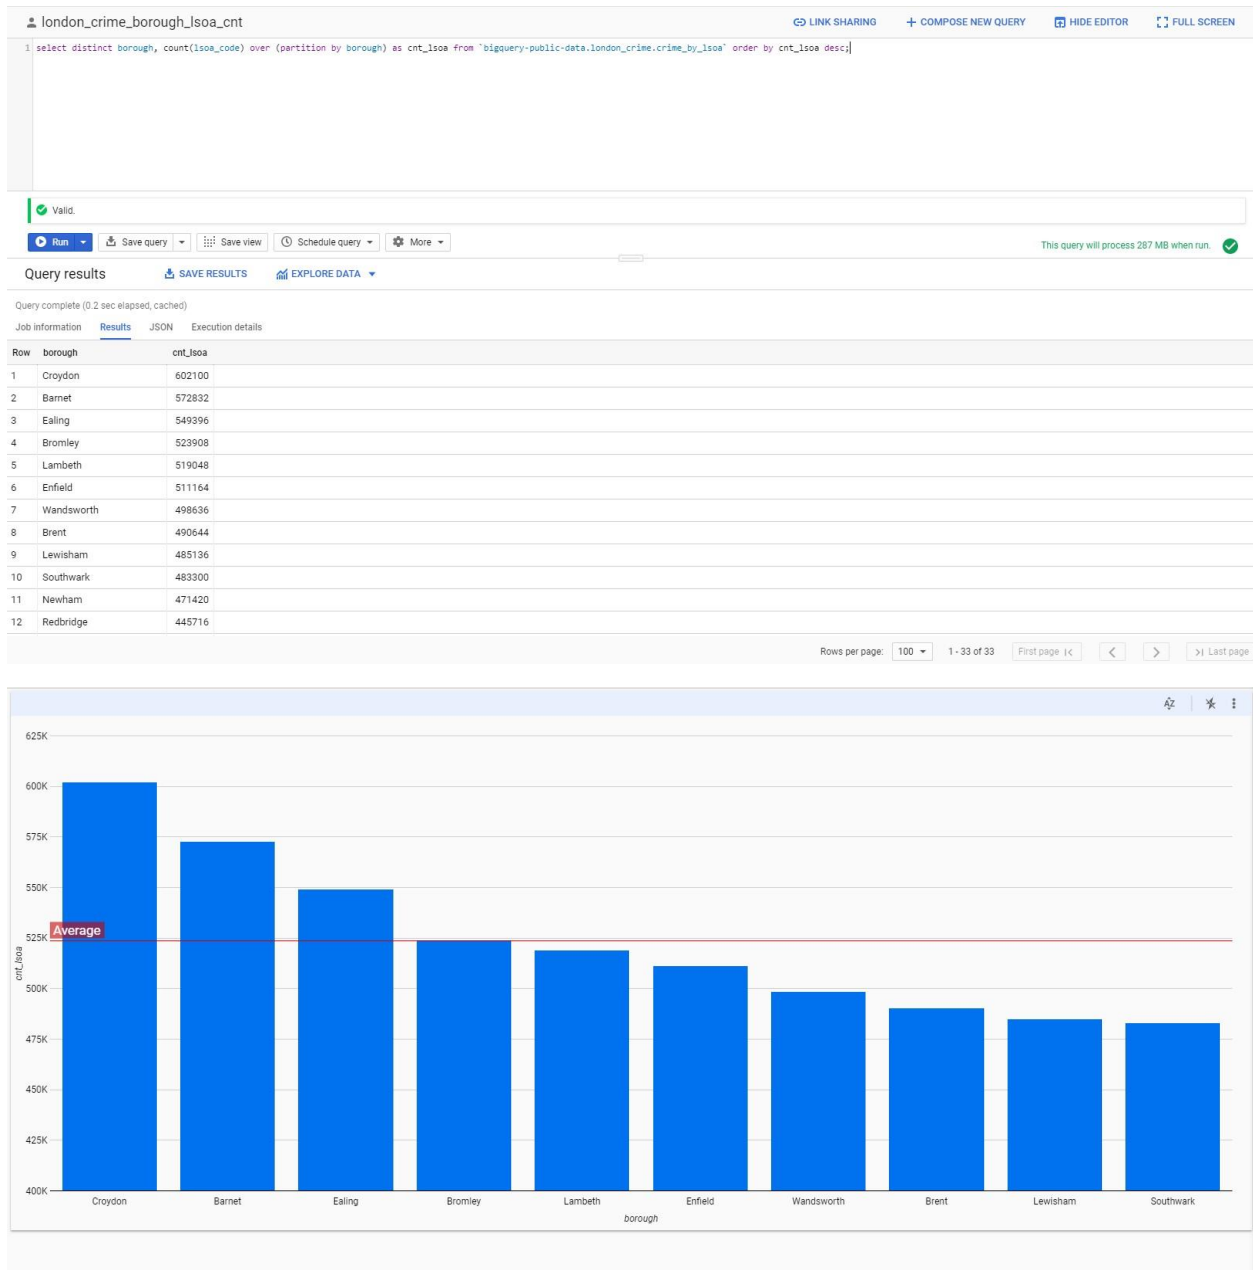 london_crime_borough_lsoa_cnt
LINK SHARING
COMPOSE NEW QUERY
HIDE EDITOR
FULL SCREEN
1 select distinct borough, count(lsoa_code) over (partition by borough) as cnt_lsoa from `bigquery-public-data.london_crime.crime_by_lsoa` order by cnt_lsoa desc;
Valid.
Run
Save query
Save view
Schedule query
More
This query will process 287 MB when run.
Query results
SAVE RESULTS
EXPLORE DATA
Query complete (0.2 sec elapsed, cached)
Job information Results JSON Execution details
Row borough cnt_lsoa
1 Croydon 602100
2 Barnet 572832
3 Ealing 549396
4 Bromley 523908
5 Lambeth 519048
6 Enfield 511164
7 Wandsworth 498636
8 Brent 490644
9 Lewisham 485136
10 Southwark 483300
11 Newham 471420
12 Redbridge 445716
Rows per page: 100 1 - 33 of 33 First page Last page
AZ
625K
600K
575K
550K
Average
525K
cnt_lsoa
500K
475K
450K
425K
400K
Croydon Barnet Ealing Bromley Lambeth Enfield Wandsworth Brent Lewisham Southwark
borough